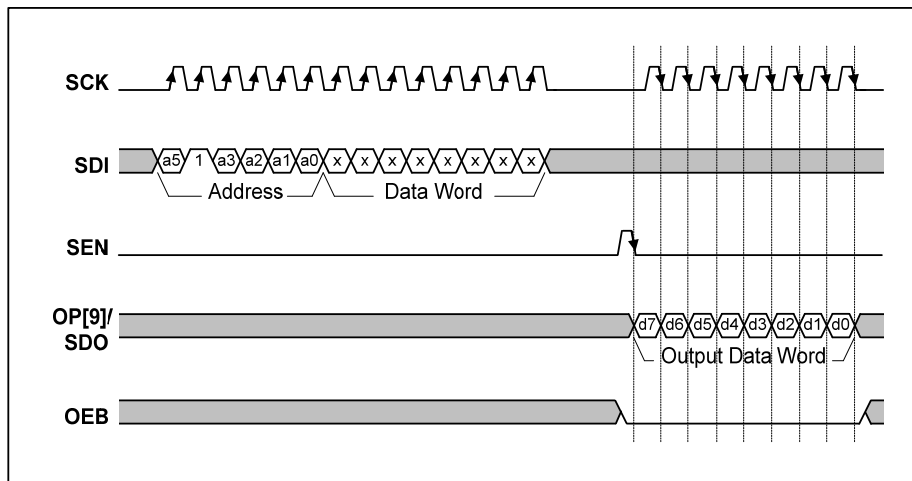 SCK
SDI
a5 1 a3 a2 a1 a0 x x x x x x x x
Address Data Word
SEN
OP[9]/
SDO
d7 d6 d5 d4 d3 d2 d1 d0
Output Data Word
OEB